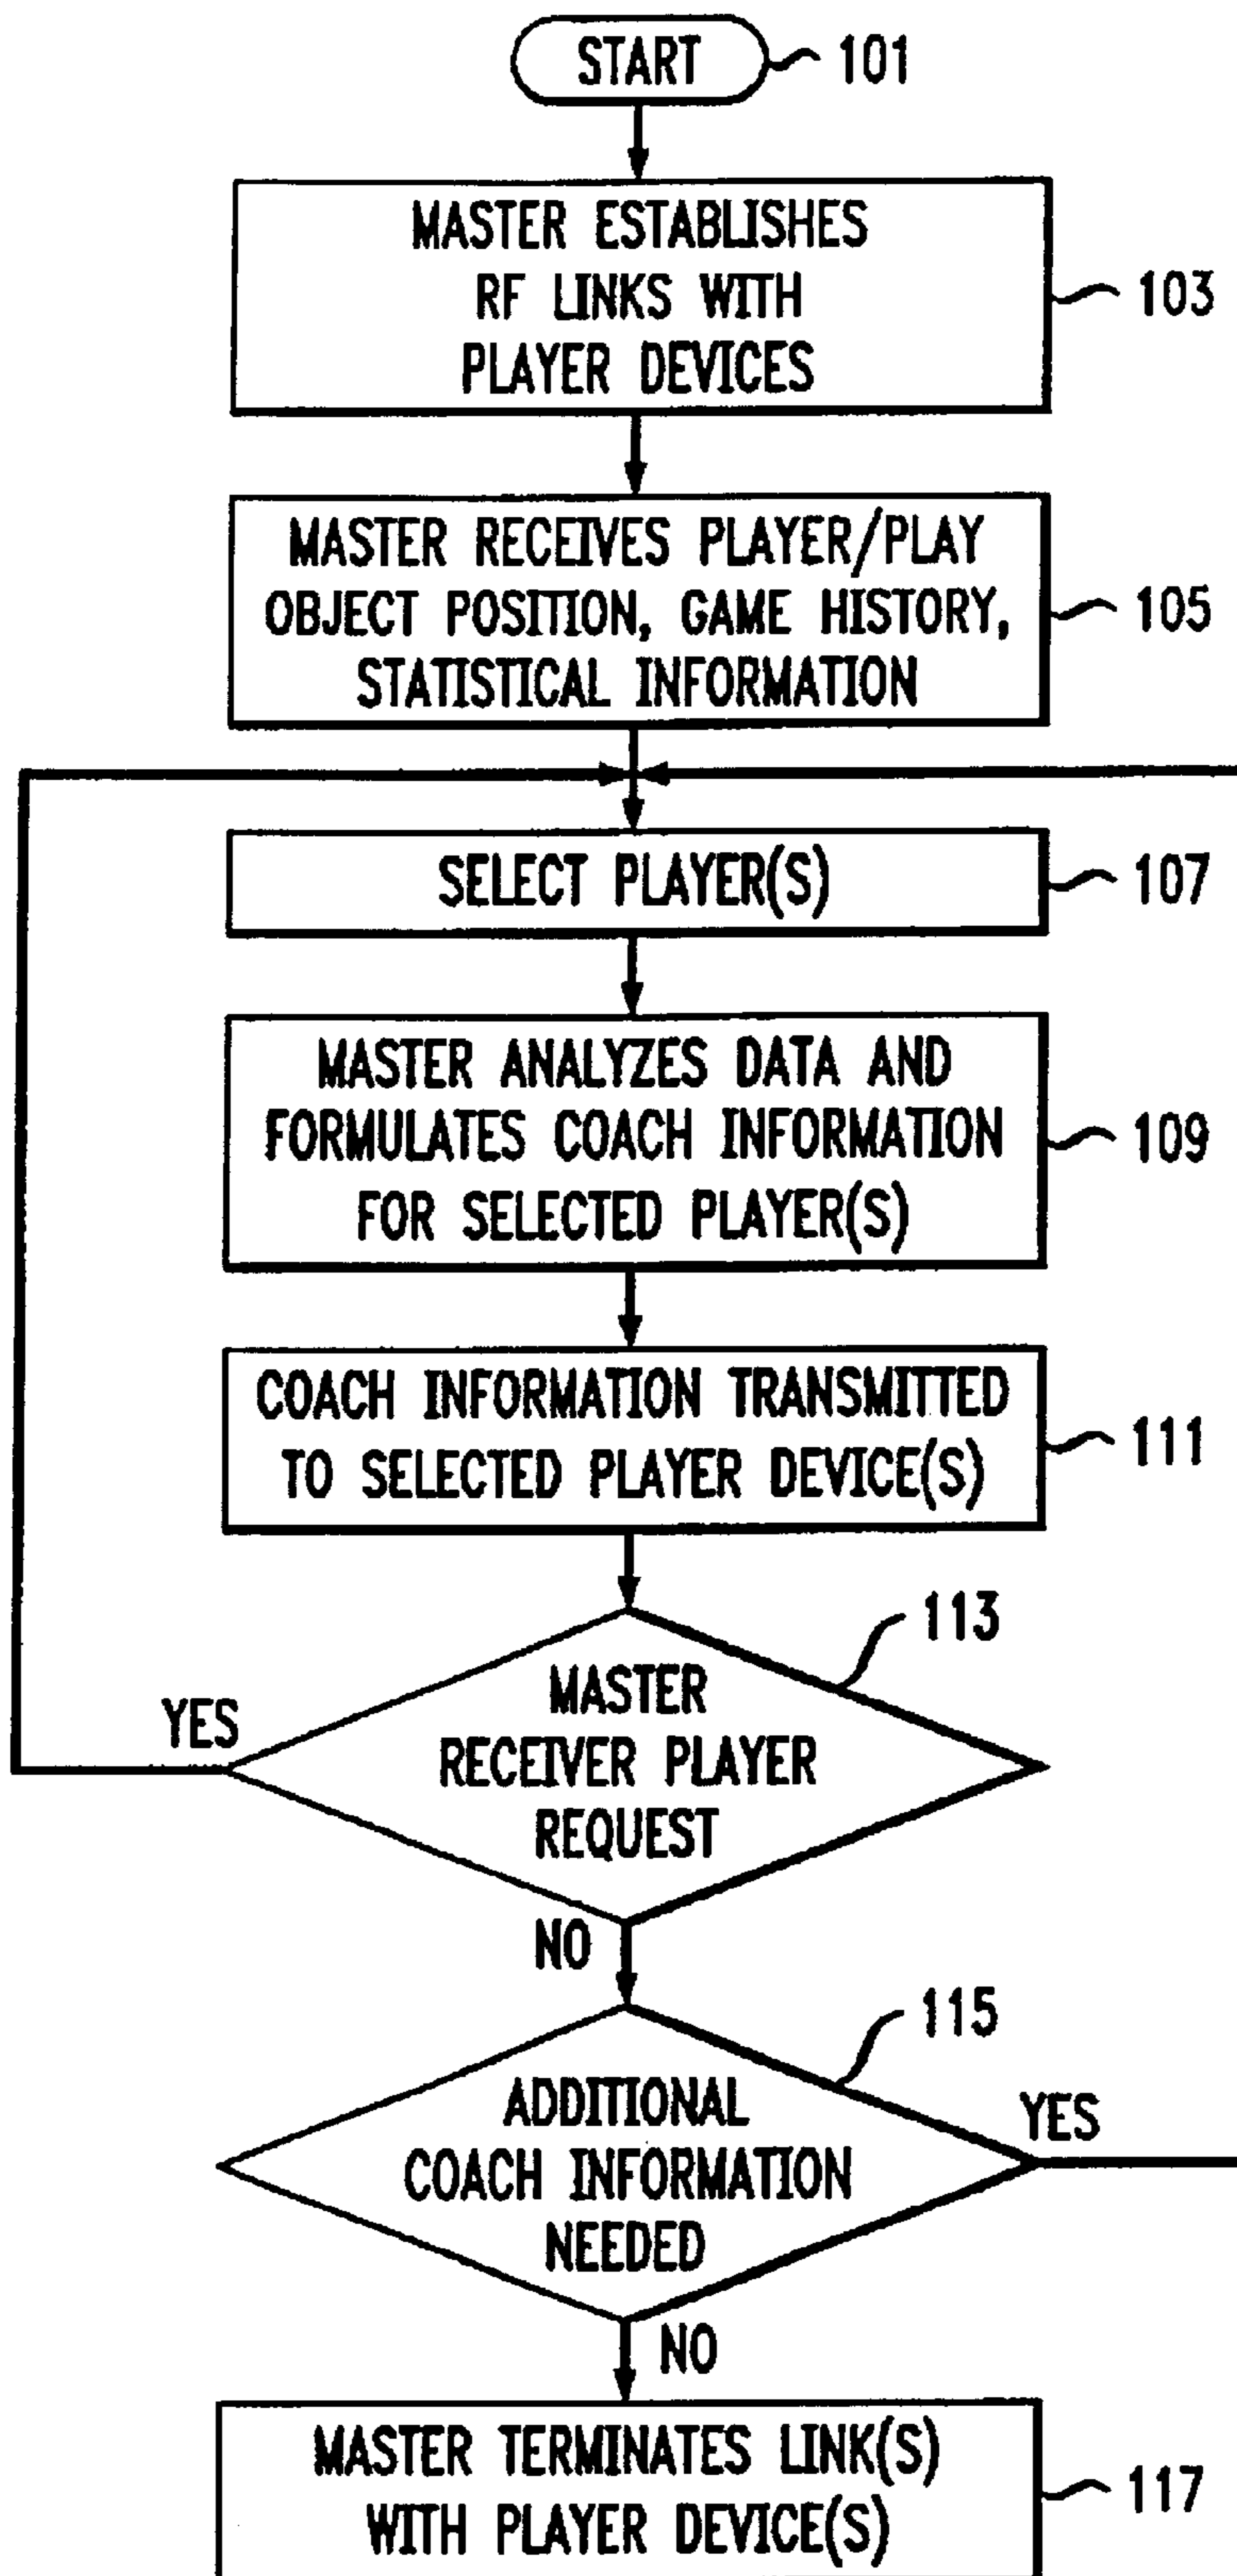 START
101
MASTER ESTABLISHES
RF LINKS WITH
PLAYER DEVICES
103
MASTER RECEIVES PLAYER/PLAY
OBJECT POSITION, GAME HISTORY,
STATISTICAL INFORMATION
105
SELECT PLAYER(S)
107
MASTER ANALYZES DATA AND
FORMULATES COACH INFORMATION
FOR SELECTED PLAYER(S)
109
COACH INFORMATION TRANSMITTED
TO SELECTED PLAYER DEVICE(S)
111
113
MASTER
RECEIVER PLAYER
REQUEST
YES
NO
115
ADDITIONAL
COACH INFORMATION
NEEDED
YES
NO
MASTER TERMINATES LINK(S)
WITH PLAYER DEVICE(S)
117